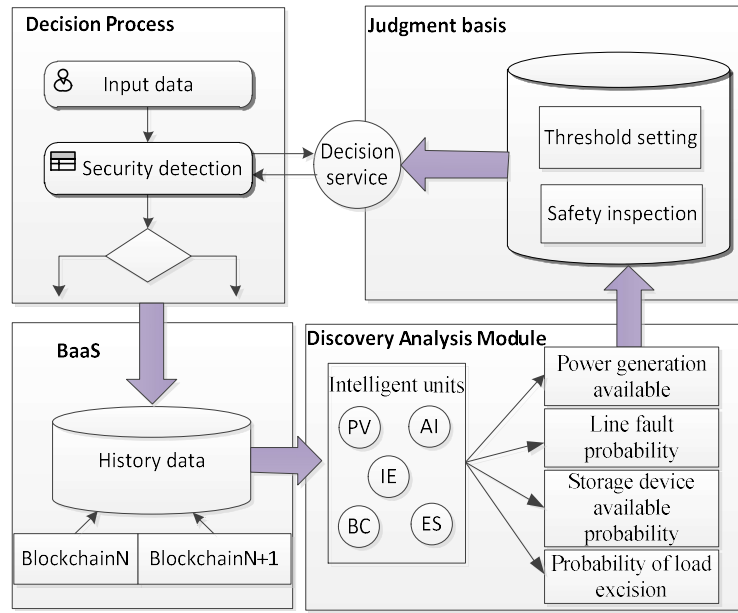 Decision Process
Input data
Security detection
Decision
service
Judgment basis
Threshold setting
Safety inspection
BaaS
History data
BlockchainN
BlockchainN+1
Discovery Analysis Module
Intelligent units
PV
AI
IE
BC
ES
Power generation
available
Line fault
probability
Storage device
available
probability
Probability of load
excision